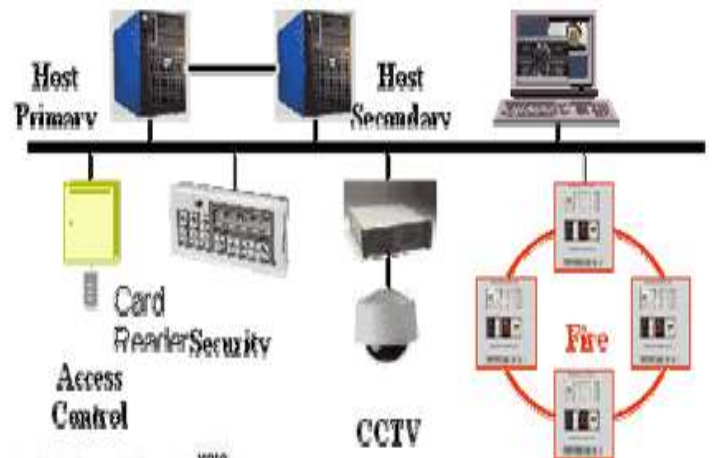 Host
Primary
Host
Secondary
Card
Reader
Security
Access
Control
CCTV
Fire